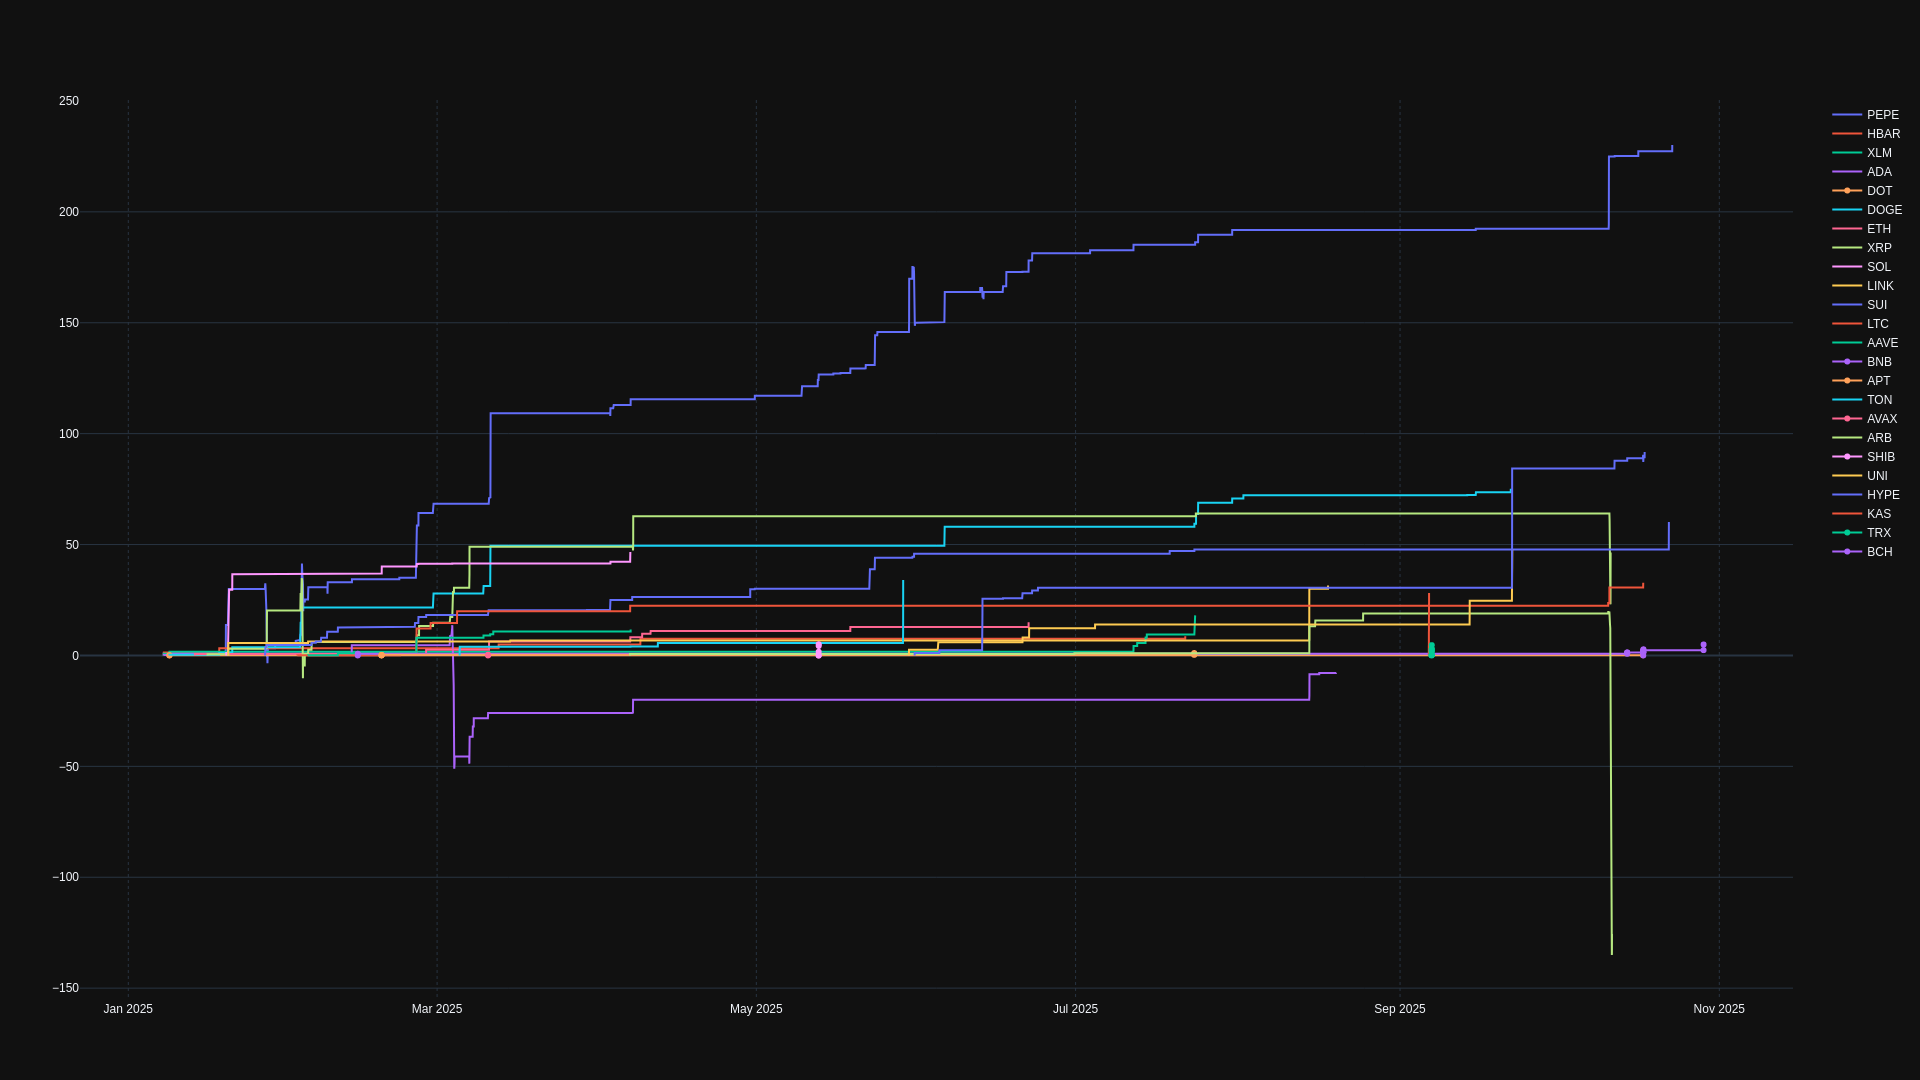 250
200
150
100
50
0
−50
−100
−150
Jan 2025
Mar 2025
May 2025
Jul 2025
Sep 2025
Nov 2025
PEPE
HBAR
XLM
ADA
DOT
DOGE
ETH
XRP
SOL
LINK
SUI
LTC
AAVE
BNB
APT
TON
AVAX
ARB
SHIB
UNI
HYPE
KAS
TRX
BCH